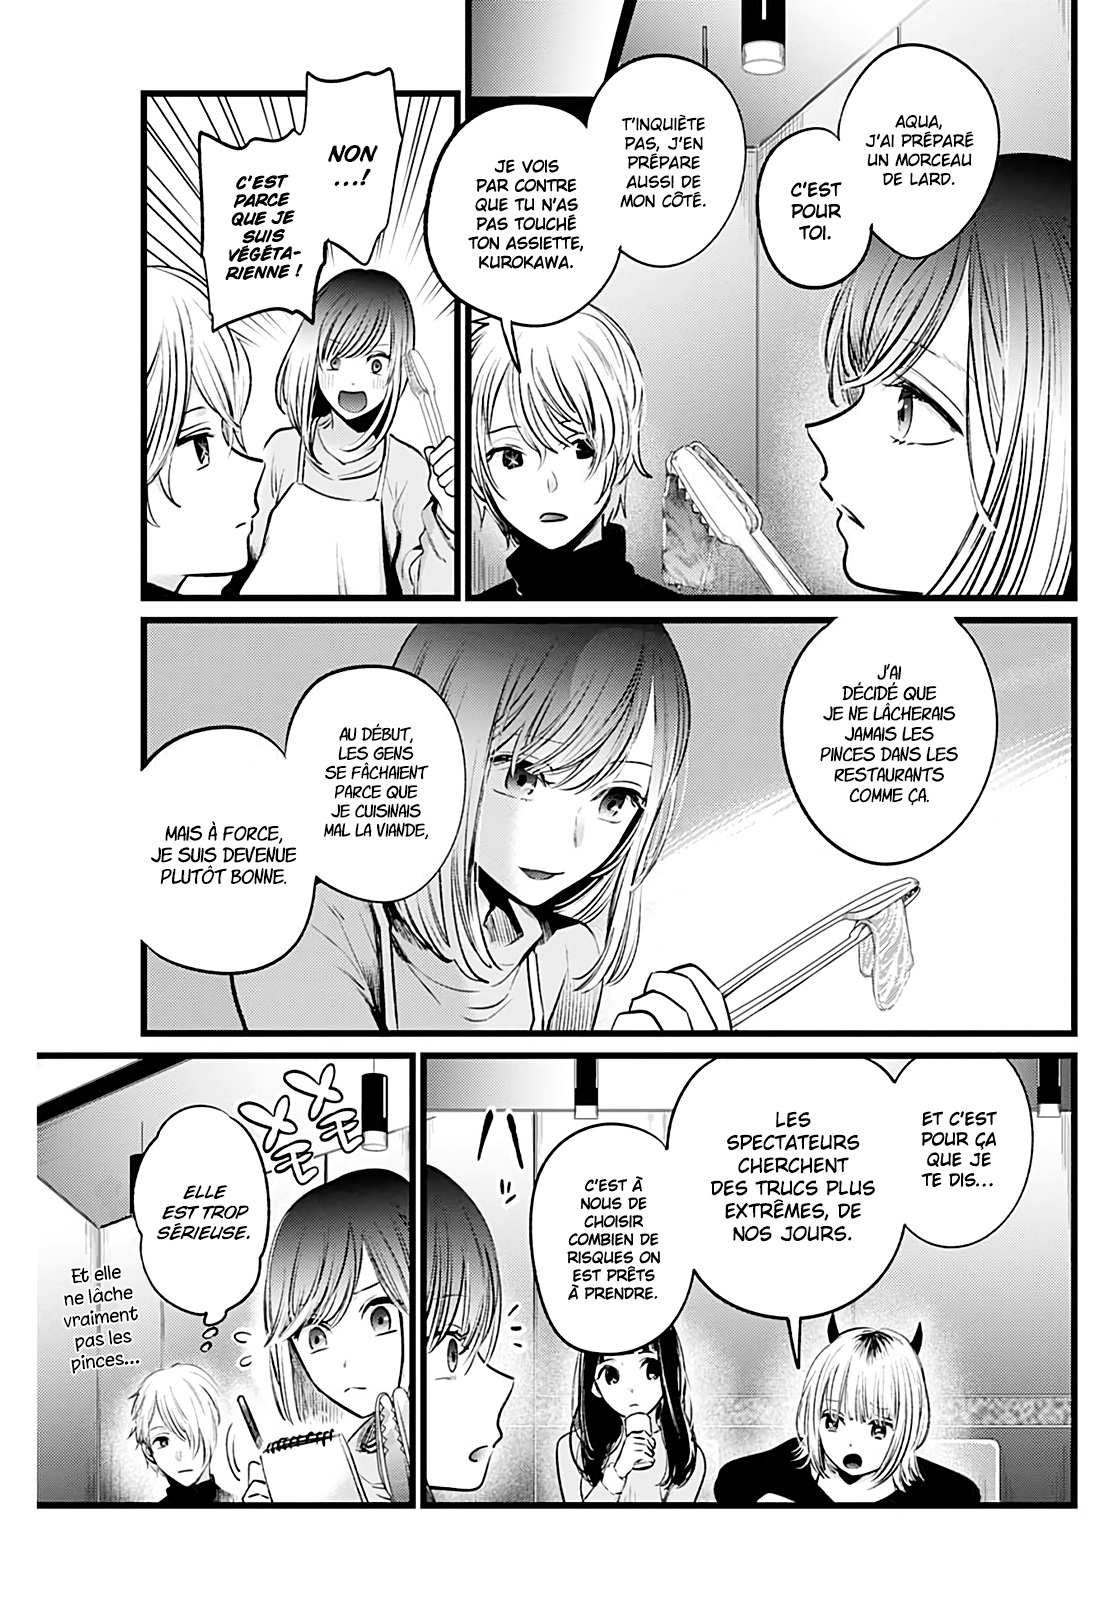 AQUA,
J'AI PRÉPARÉ
UN MORCEAU
DE LARD.
C'EST
POUR
TOI.
T'INQUIÈTE
PAS, J'EN
PRÉPARE
AUSSI DE
MON CÔTÉ.
JE VOIS
PAR CONTRE
QUE TU N'AS
PAS TOUCHÉ
TON ASSIETTE,
KUROKAWA.
NON
...!
C'EST
PARCE
QUE JE
SUIS
VÉGÉTA-
RIENNE !
J'AI
DÉCIDÉ QUE
JE NE LÂCHERAIS
JAMAIS LES
PINCES DANS LES
RESTAURANTS
COMME ÇA.
AU DÉBUT,
LES GENS
SE FÂCHAIENT
PARCE QUE
JE CUISINAIS
MAL LA VIANDE,
MAIS À FORCE,
JE SUIS DEVENUE
PLUTÔT BONNE.
ET C'EST
POUR ÇA
QUE JE
TE DIS...
LES
SPECTATEURS
CHERCHENT
DES TRUCS PLUS
EXTRÊMES, DE
NOS JOURS.
C'EST À
NOUS DE
CHOISIR
COMBIEN DE
RISQUES ON
EST PRÊTS
À PRENDRE.
メモ
メモ
ELLE
EST TROP
SÉRIEUSE.
Et elle
ne lâche
vraiment
pas les
pinces...